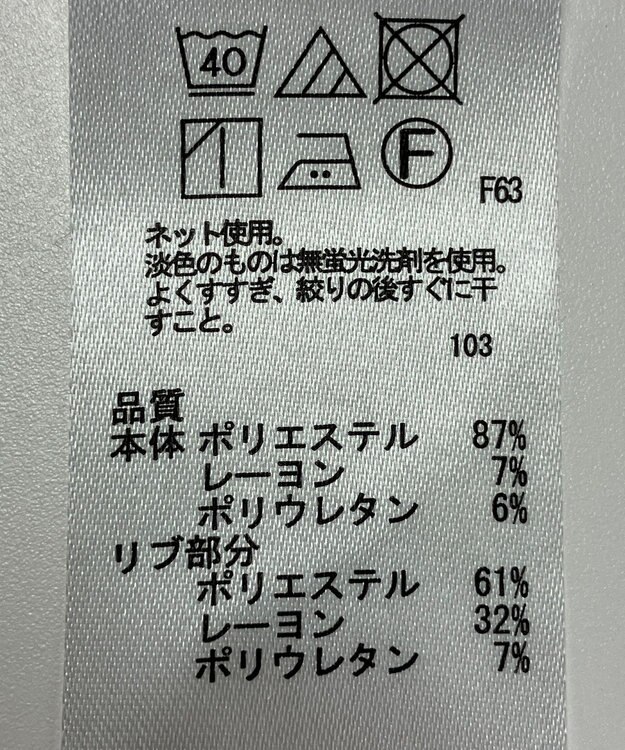 40
F
F63
ネット使用。
淡色のものは無蛍光洗剤を使用。
よくすすぎ、絞りの後すぐに干
すこと。
103
品質
本体 ポリエステル 87%
レーヨン 7%
ポリウレタン 6%
リブ部分
ポリエステル 61%
レーヨン 32%
ポリウレタン 7%